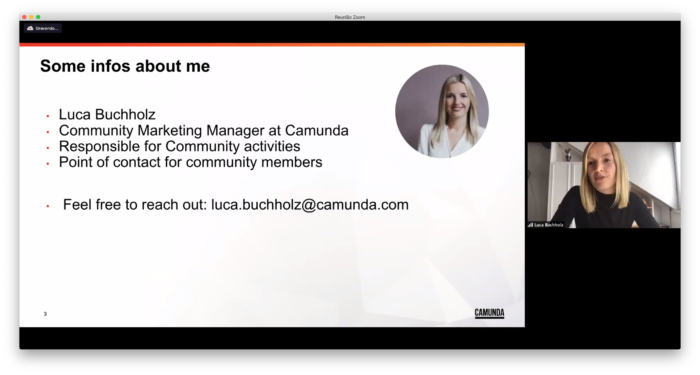 Reunião Zoom
Gravando...
Some infos about me
Luca Buchholz
Community Marketing Manager at Camunda
Responsible for Community activities
Point of contact for community members
Feel free to reach out: luca.buchholz@camunda.com
Luca Buchholz
3
CAMUNDA